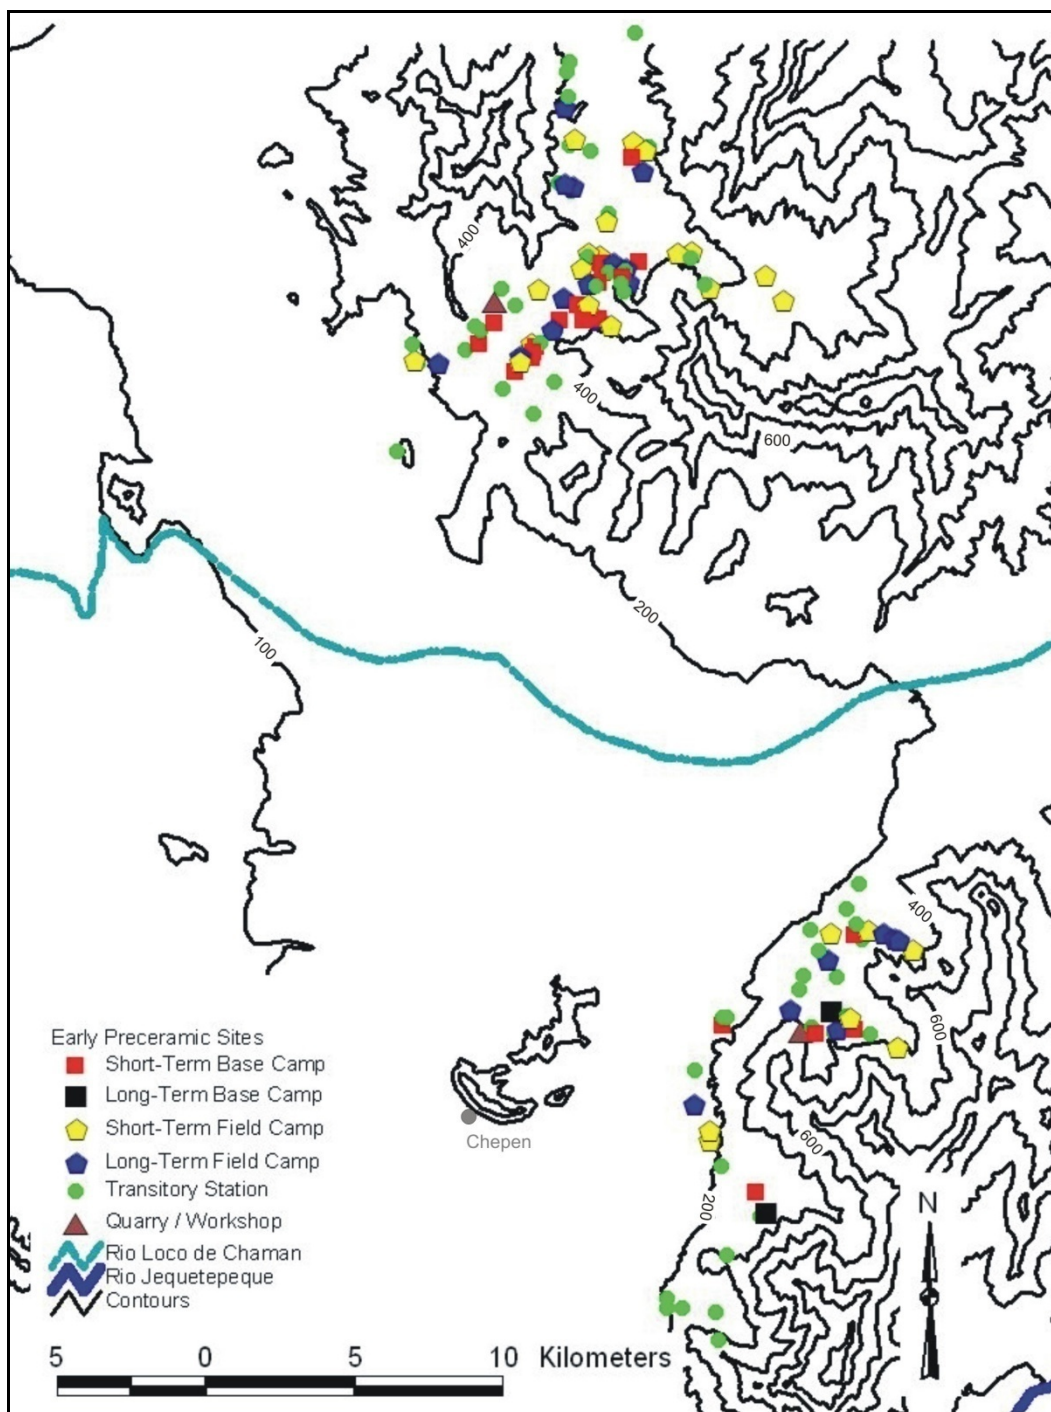 400
400
600
200
100
400
600
Early Preceramic Sites
Short-Term Base Camp
Long-Term Base Camp
Short-Term Field Camp
Long-Term Field Camp
Transitory Station
Quarry / Workshop
Rio Loco de Chaman
Rio Jequetepeque
Contours
Chepen
600
200
N
5 0 5 10 Kilometers